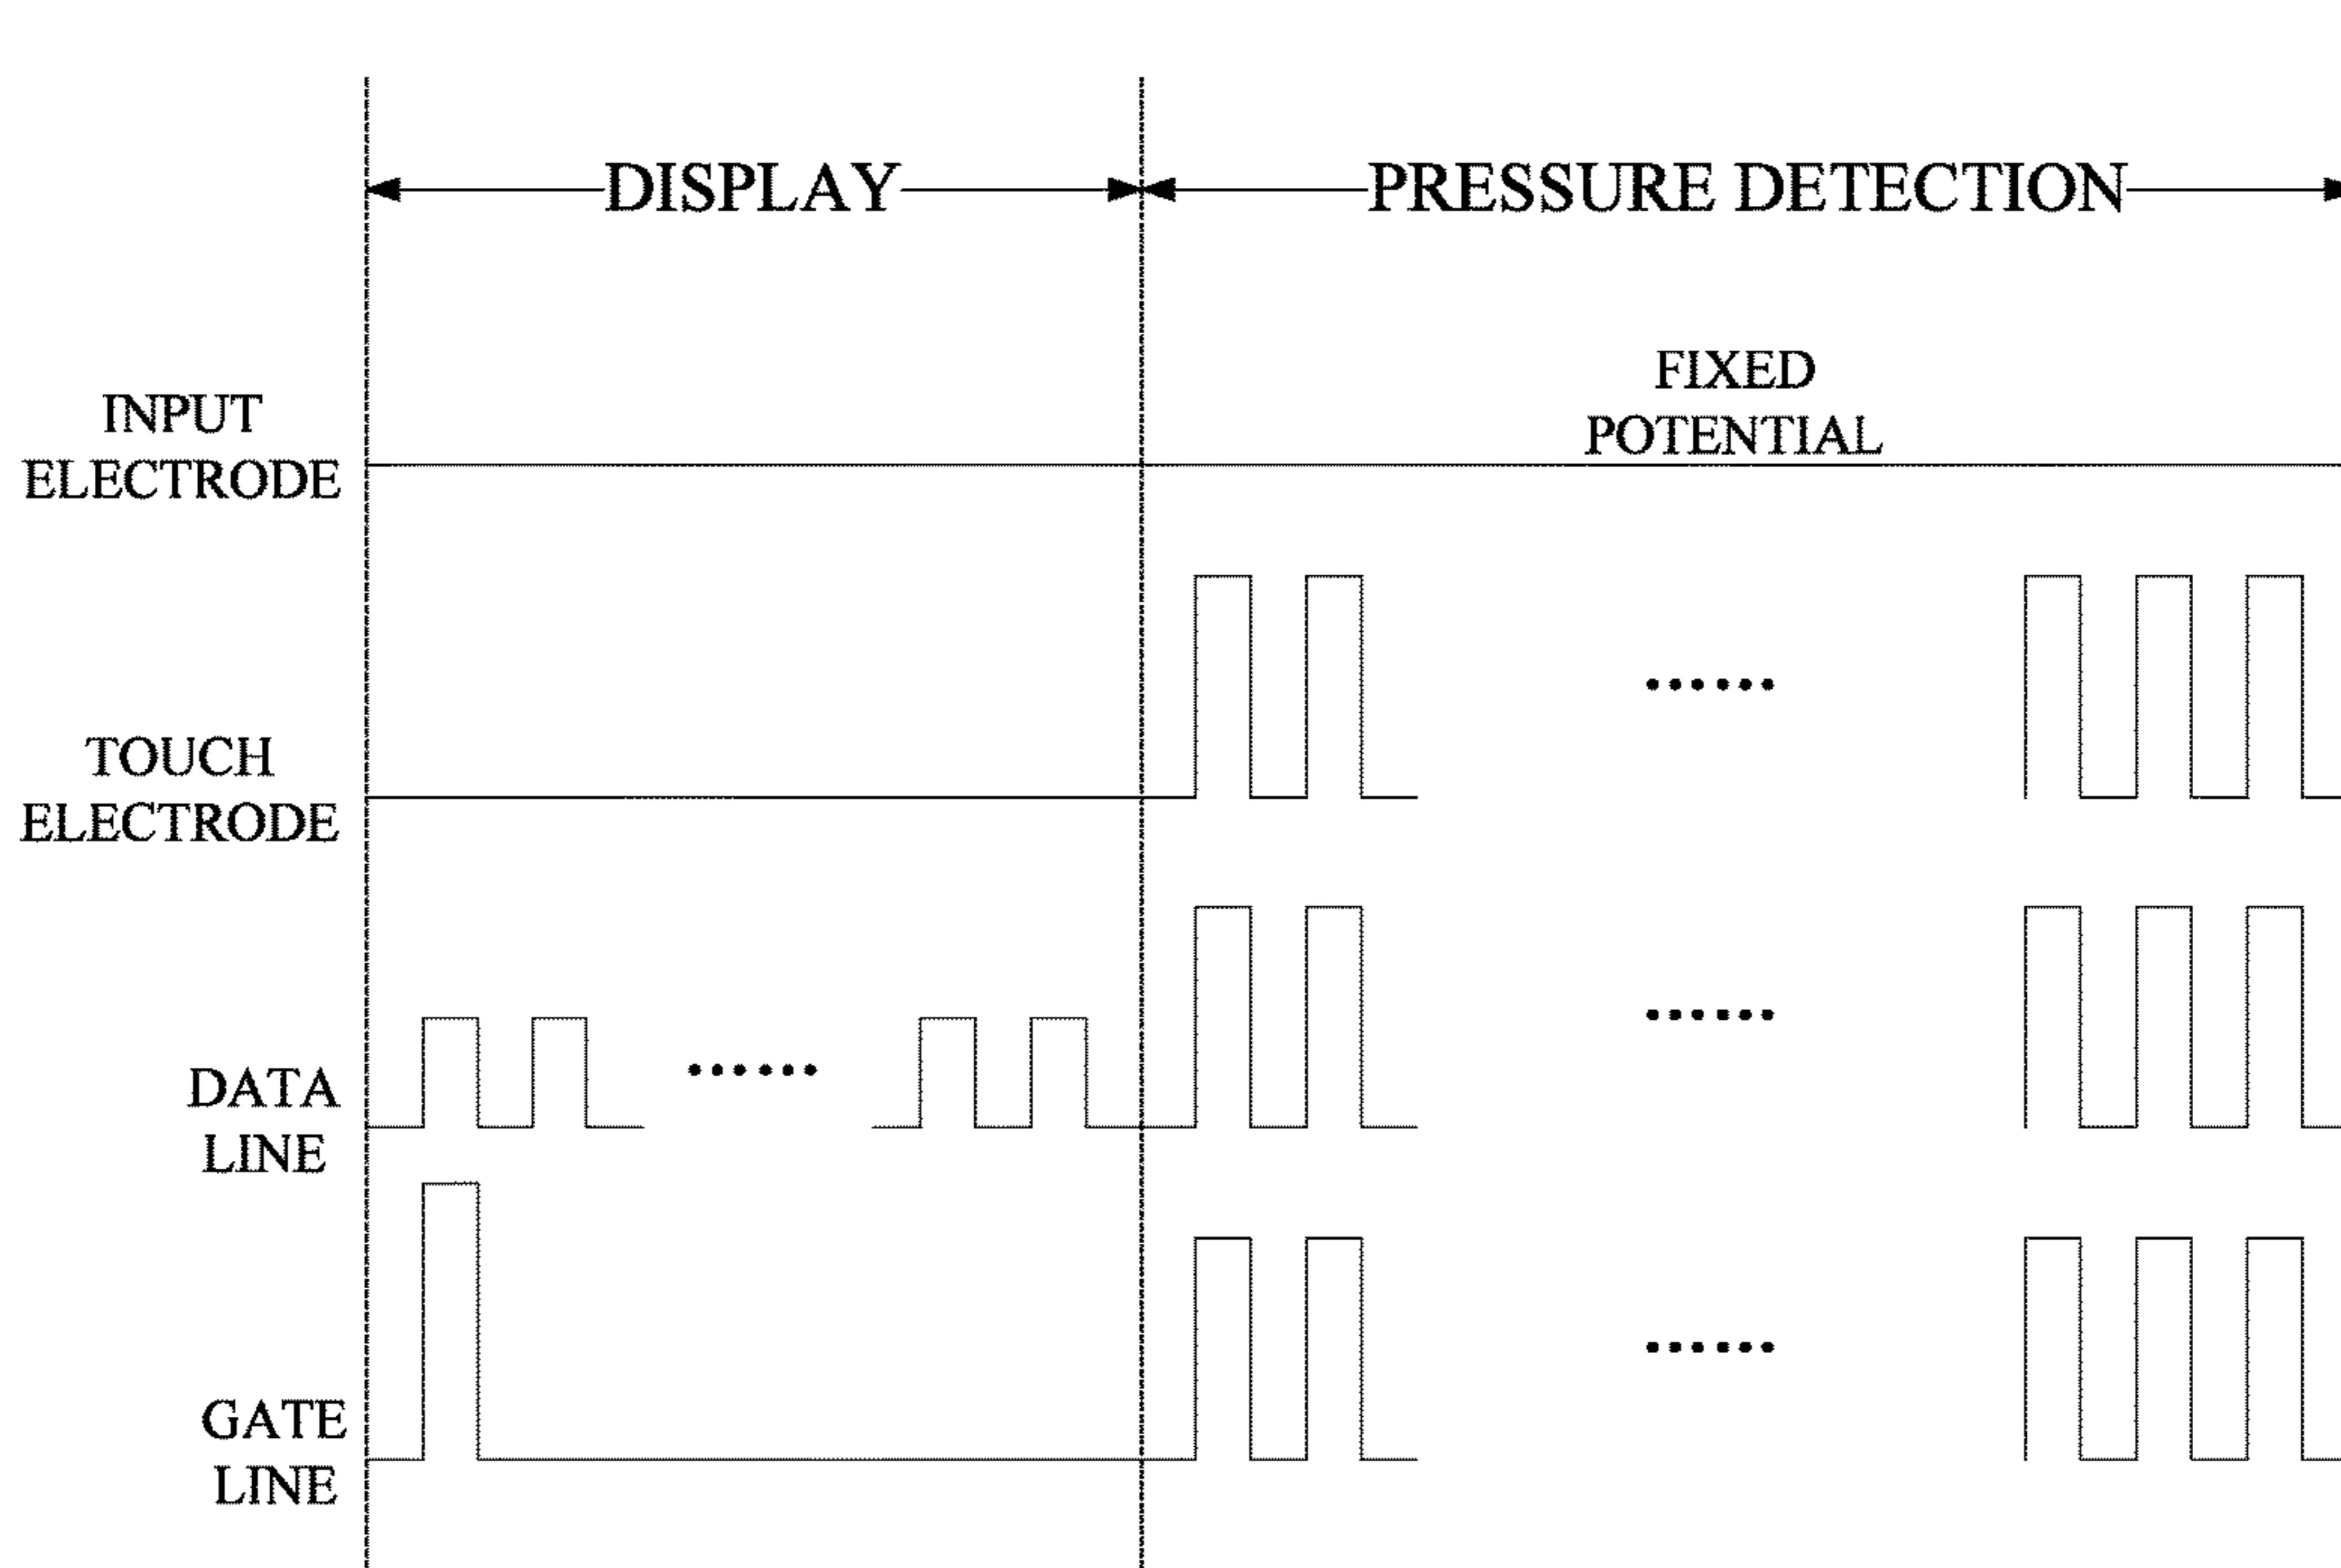 DISPLAY
PRESSURE DETECTION
FIXED
POTENTIAL
INPUT
ELECTRODE
TOUCH
ELECTRODE
DATA
LINE
GATE
LINE